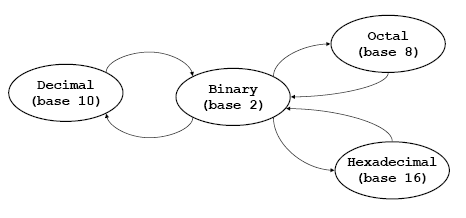 Decimal
(base 10)
Binary
(base 2)
Octal
(base 8)
Hexadecimal
(base 16)